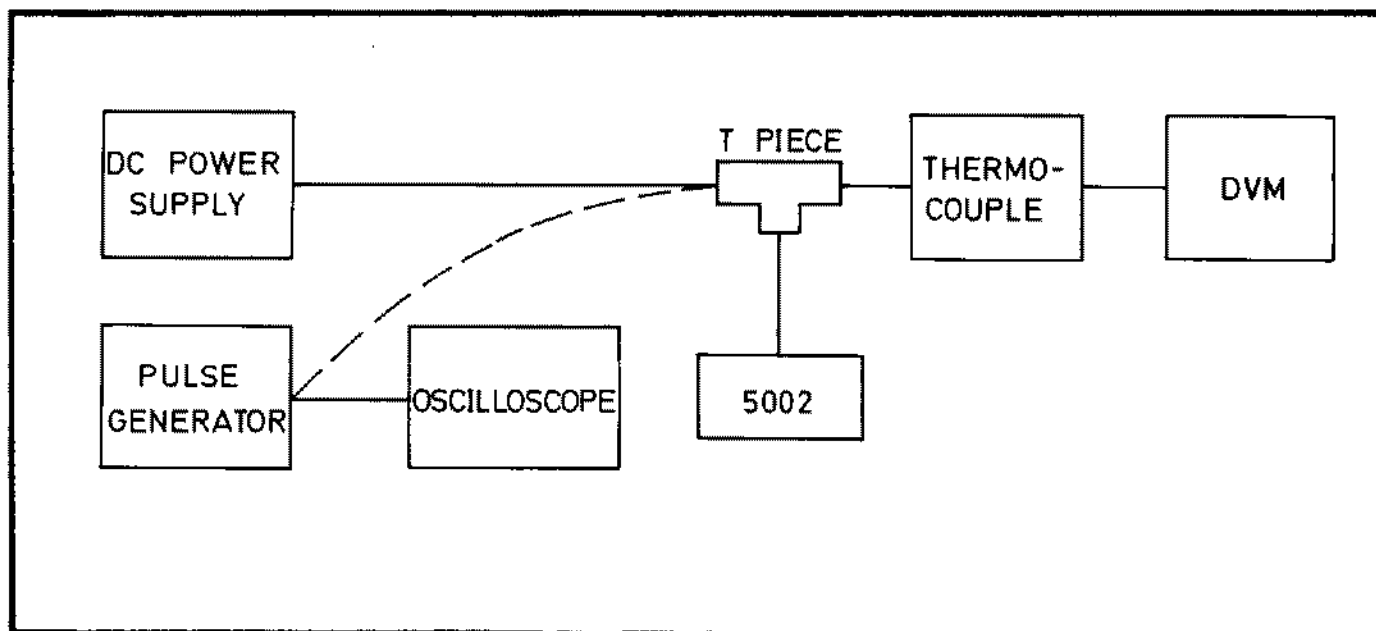 DC POWER
SUPPLY
T PIECE
THERMO-
COUPLE
DVM
PULSE
GENERATOR
OSCILLOSCOPE
5002